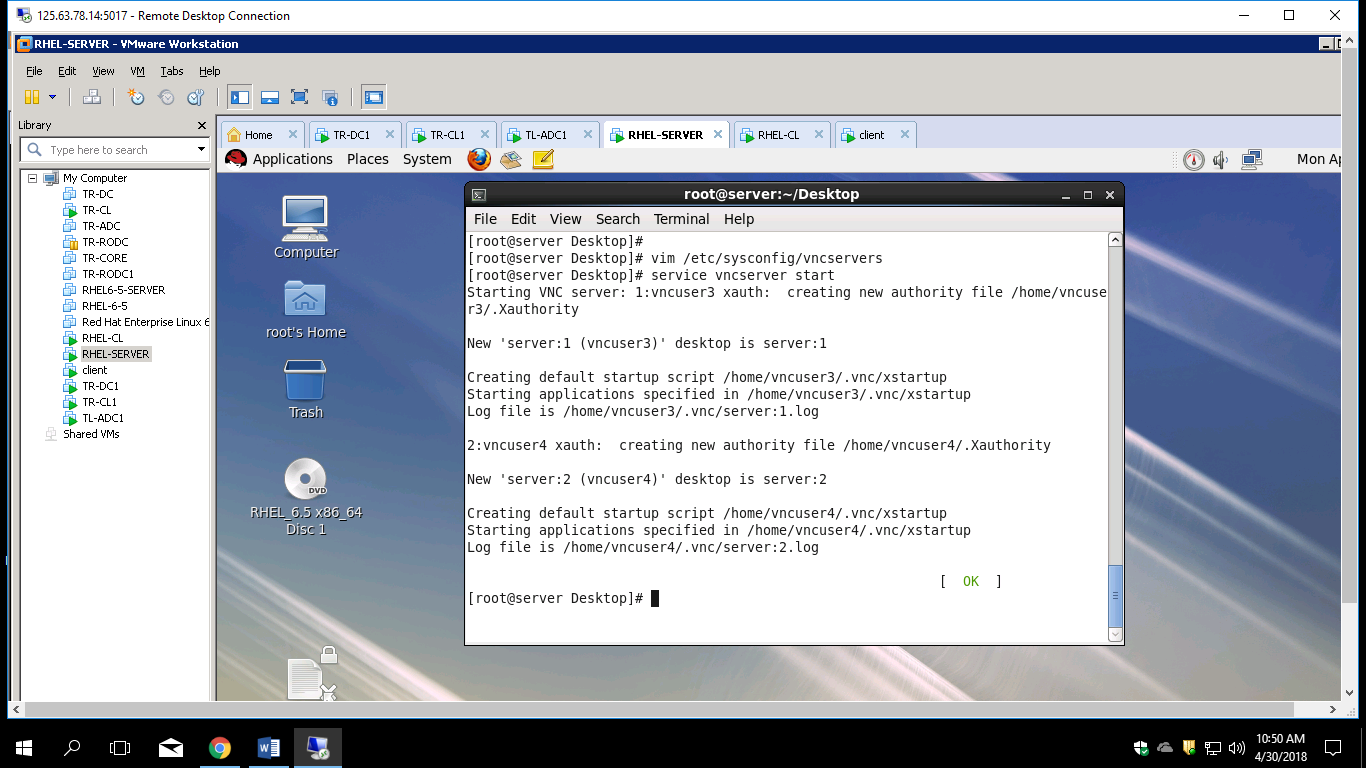 125.63.78.14:5017 - Remote Desktop Connection
RHEL-SERVER - VMware Workstation
File Edit View VM Tabs Help
Library
Type here to search
My Computer
TR-DC
TR-CL
TR-ADC
TR-RODC
TR-CORE
TR-RODC1
RHEL6-5-SERVER
RHEL-6-5
Red Hat Enterprise Linux 6
RHEL-CL
RHEL-SERVER
client
TR-DC1
TR-CL1
TL-ADC1
Shared VMs
Home TR-DC1 TR-CL1 TL-ADC1 RHEL-SERVER RHEL-CL client
Applications Places System Mon Ap
Computer
root's Home
Trash
DVD
RHEL_6.5 x86_64
Disc 1
root@server:~/Desktop
File Edit View Search Terminal Help
[root@server Desktop]#
[root@server Desktop]# vim /etc/sysconfig/vncservers
[root@server Desktop]# service vncserver start
Starting VNC server: 1:vncuser3 xauth:  creating new authority file /home/vncuse
r3/.Xauthority
New 'server:1 (vncuser3)' desktop is server:1
Creating default startup script /home/vncuser3/.vnc/xstartup
Starting applications specified in /home/vncuser3/.vnc/xstartup
Log file is /home/vncuser3/.vnc/server:1.log
2:vncuser4 xauth:  creating new authority file /home/vncuser4/.Xauthority
New 'server:2 (vncuser4)' desktop is server:2
Creating default startup script /home/vncuser4/.vnc/xstartup
Starting applications specified in /home/vncuser4/.vnc/xstartup
Log file is /home/vncuser4/.vnc/server:2.log
[  OK  ]
[root@server Desktop]#
10:50 AM
4/30/2018